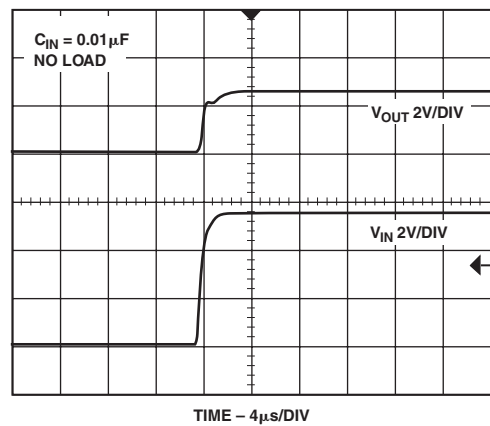 C_IN = 0.01μF
NO LOAD
V_OUT 2V/DIV
V_IN 2V/DIV
TIME – 4μs/DIV